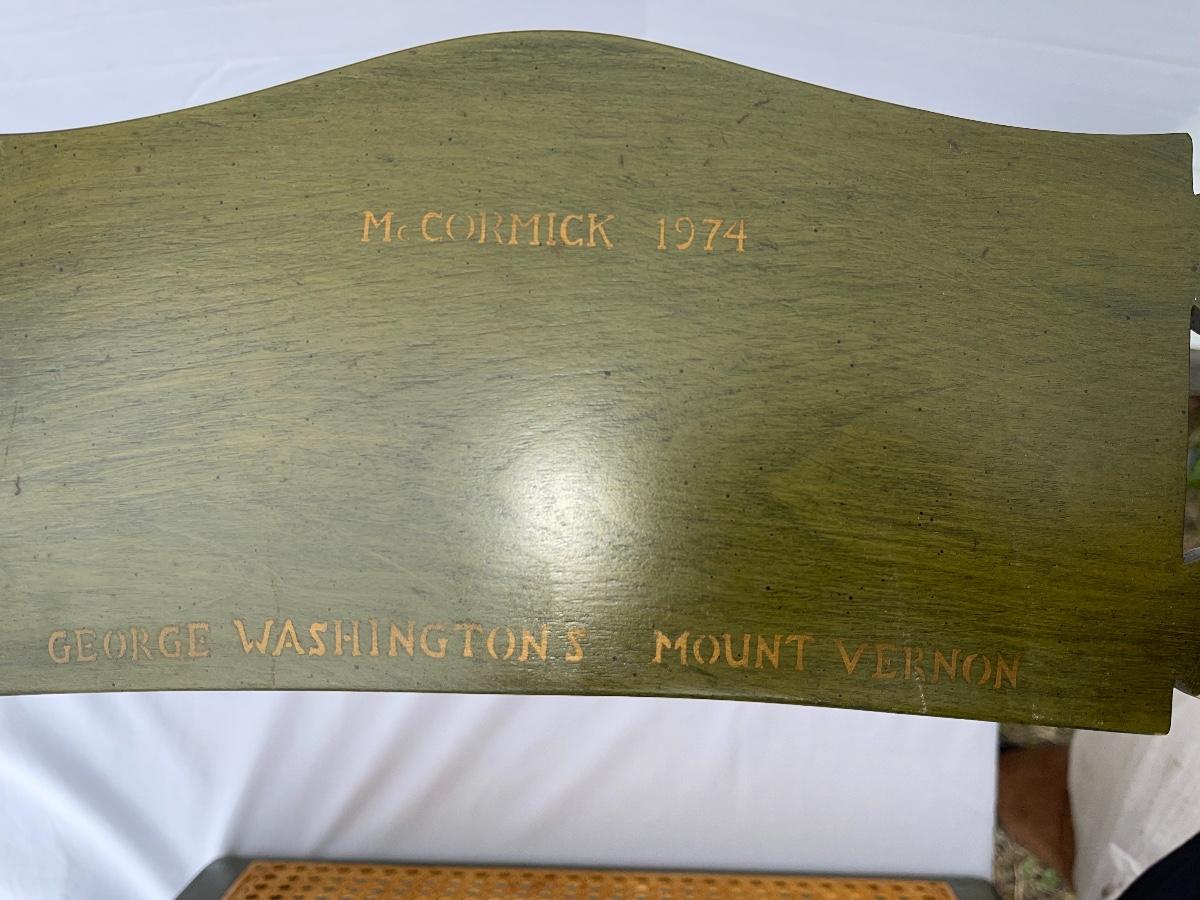 McCORMICK 1974
GEORGE WASHINGTONS MOUNT VERNON